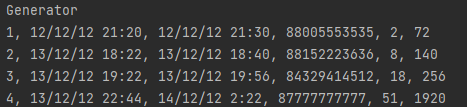 Generator
1, 12/12/12 21:20, 12/12/12 21:30, 88005553535, 2, 72
2, 13/12/12 18:22, 13/12/12 18:40, 88152223636, 8, 140
3, 13/12/12 19:22, 13/12/12 19:56, 84329414512, 18, 256
4, 13/12/12 22:44, 14/12/12 2:22, 87777777777, 51, 1920